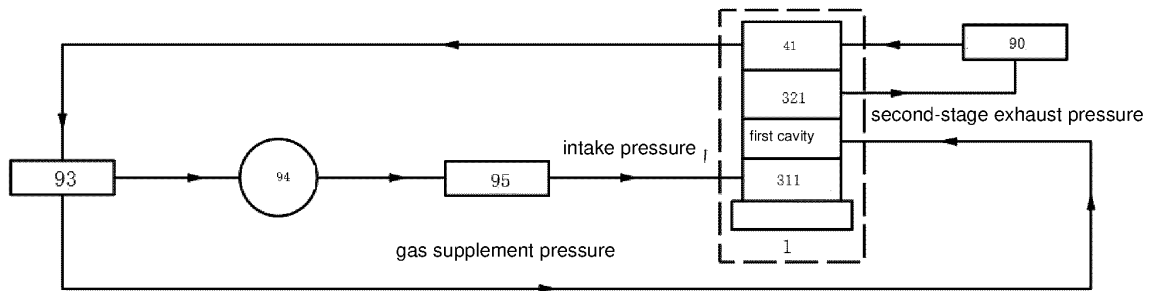 41
90
321
second-stage exhaust pressure
first cavity
intake pressure
93
94
95
311
1
gas supplement pressure